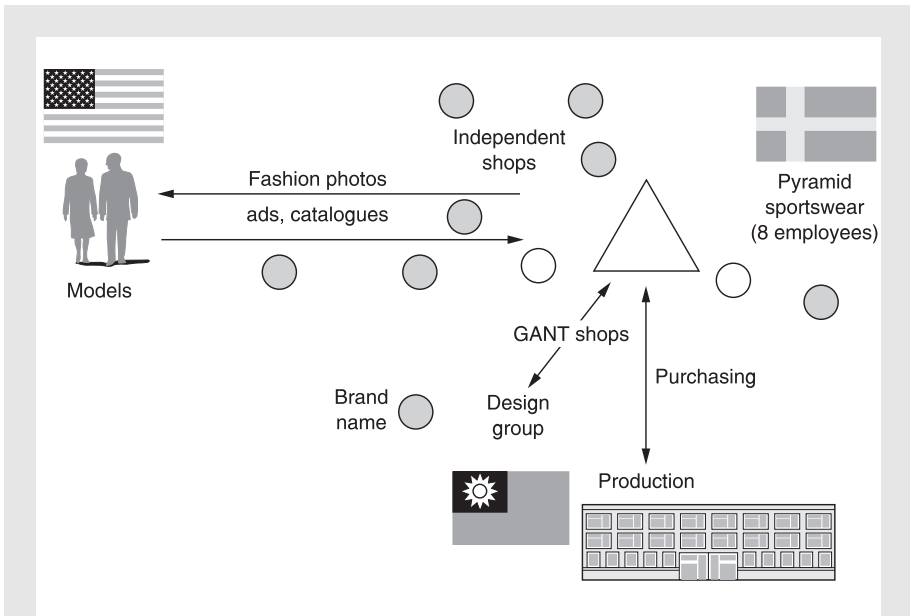 Independent
shops
Fashion photos
ads, catalogues
Pyramid
sportswear
(8 employees)
Models
GANT shops
Purchasing
Brand
name
Design
group
Production